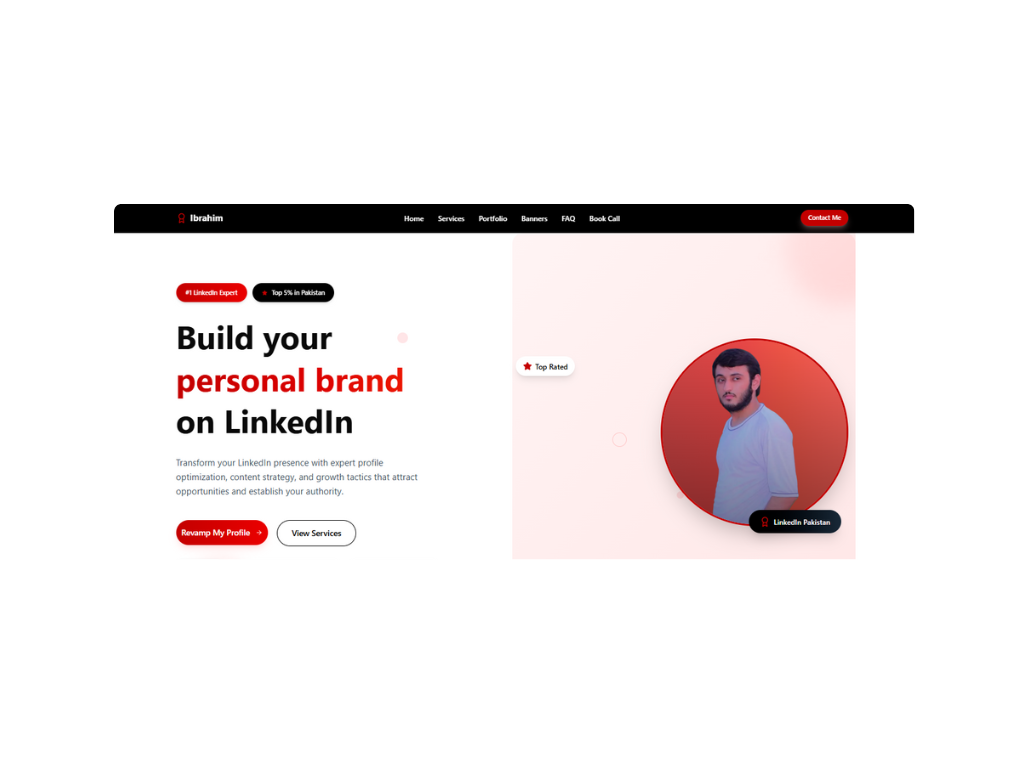 Ibrahim
Home Services Portfolio Banners FAQ Book Call
Contact Me
#1 LinkedIn Expert
Top 5% in Pakistan
Build your
personal brand
on LinkedIn
Transform your LinkedIn presence with expert profile
optimization, content strategy, and growth tactics that attract
opportunities and establish your authority.
Revamp My Profile →
View Services
Top Rated
LinkedIn Pakistan